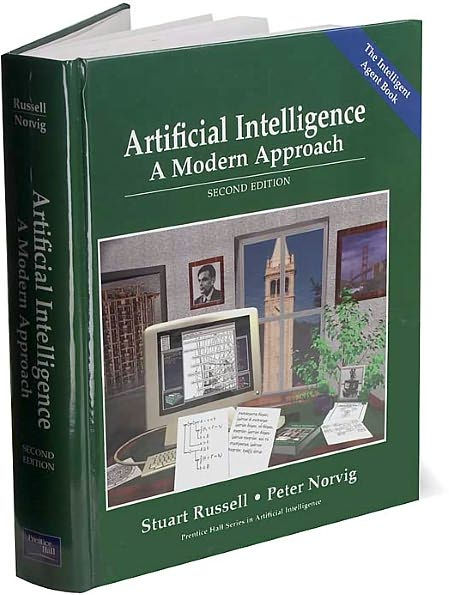 Russell
Norvig
Artificial Intelligence
A Modern Approach
SECOND
EDITION
Prentice
Hall
The Intelligent
Agent Book
Artificial Intelligence
A Modern Approach
SECOND EDITION
Stuart Russell • Peter Norvig
Prentice Hall Series in Artificial Intelligence